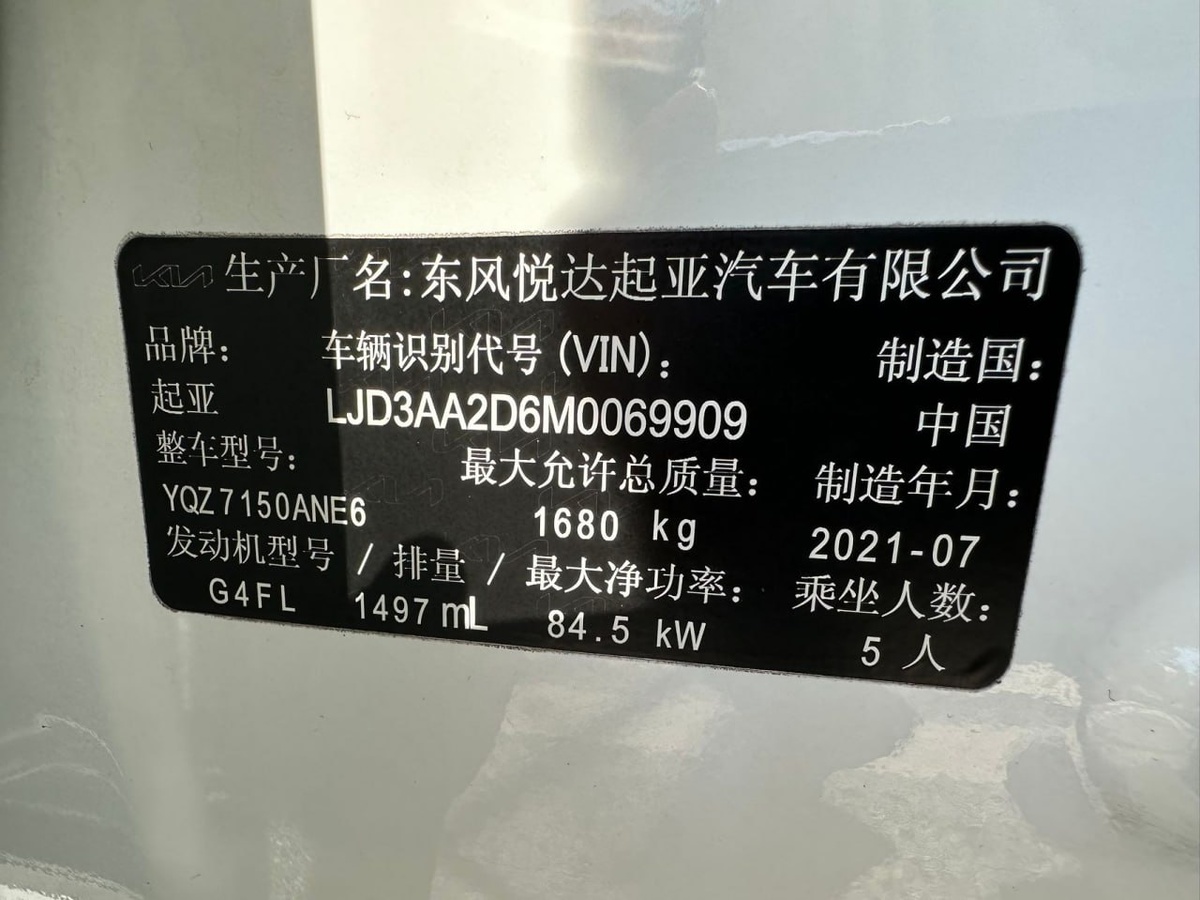 KIA 生产厂名:东风悦达起亚汽车有限公司
品牌: 车辆识别代号(VIN): 制造国:
起亚 LJD3AA2D6M0069909 中国
整车型号: 最大允许总质量: 制造年月:
YQZ7150ANE6 1680 kg 2021-07
发动机型号 / 排量 / 最大净功率: 乘坐人数:
G4FL 1497mL 84.5 kW 5 人